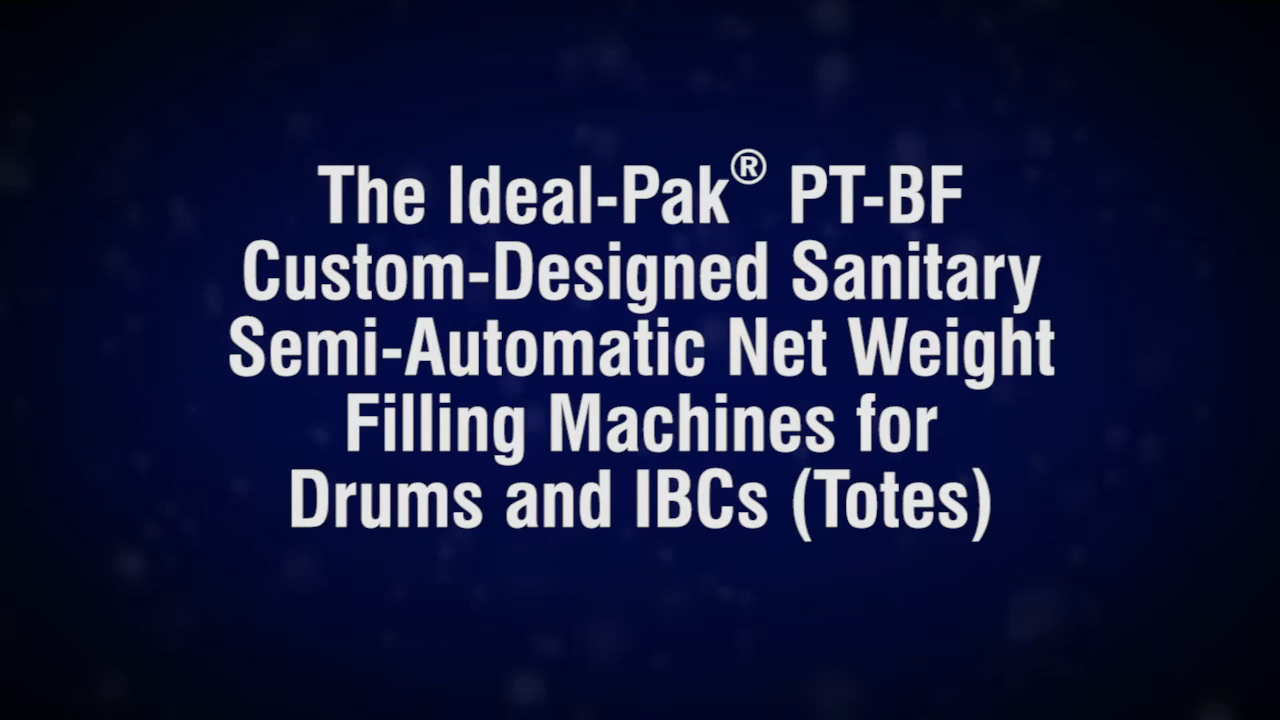 The Ideal-Pak® PT-BF
Custom-Designed Sanitary
Semi-Automatic Net Weight
Filling Machines for
Drums and IBCs (Totes)